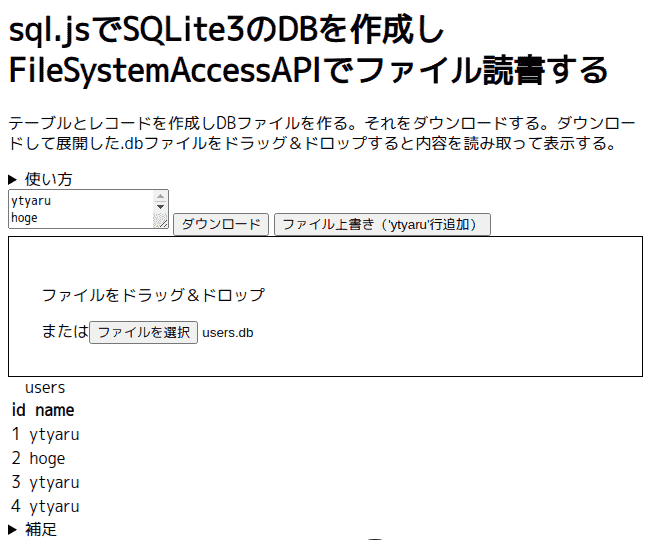 sql.jsでSQLite3のDBを作成し
FileSystemAccessAPIでファイル読書する
テーブルとレコードを作成しDBファイルを作る。それをダウンロードする。ダウンロー
ドして展開した.dbファイルをドラッグ＆ドロップすると内容を読み取って表示する。
▶ 使い方
ytyaru
hoge
ダウンロード ファイル上書き（'ytyaru'行追加）
ファイルをドラッグ＆ドロップ
またはファイルを選択 users.db
users
id name
1 ytyaru
2 hoge
3 ytyaru
4 ytyaru
▶ 補足